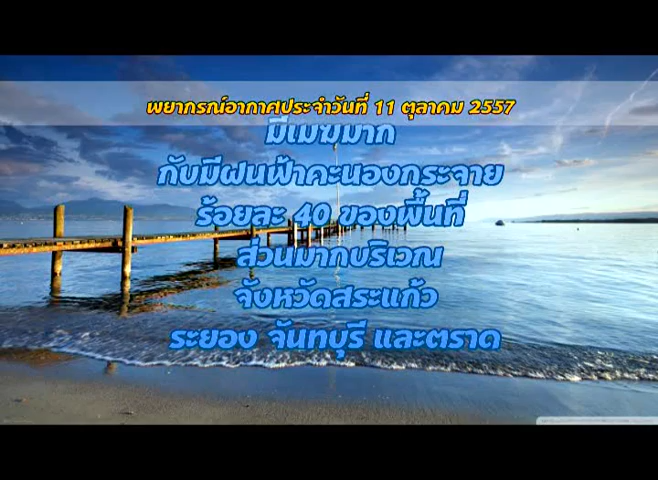 พยากรณ์อากาศประจำวันที่ 11 ตุลาคม 2557
มีเมฆมาก
กับมีฝนฟ้าคะนองกระจาย
ร้อยละ 40 ของพื้นที่
ส่วนมากบริเวณ
จังหวัดสระแก้ว
ระยอง จันทบุรี และตราด